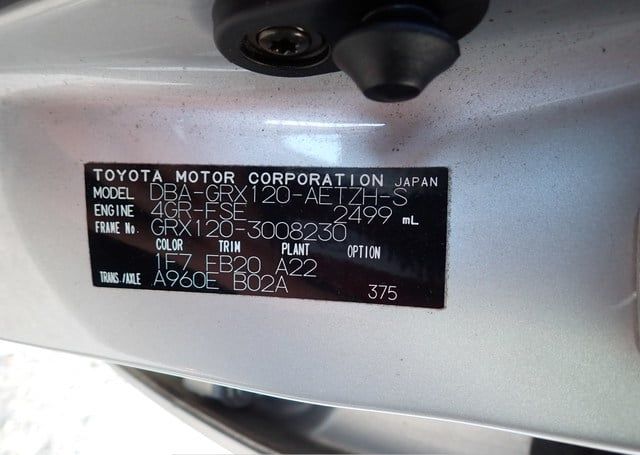 TOYOTA MOTOR CORPORATION JAPAN
MODEL DBA-GRX120-AETZH-S
ENGINE 4GR-FSE 2499 mL
FRAME No. GRX120-3008230
COLOR TRIM PLANT OPTION
1F7 EB20 A22
TRANS./AXLE A960E B02A 375